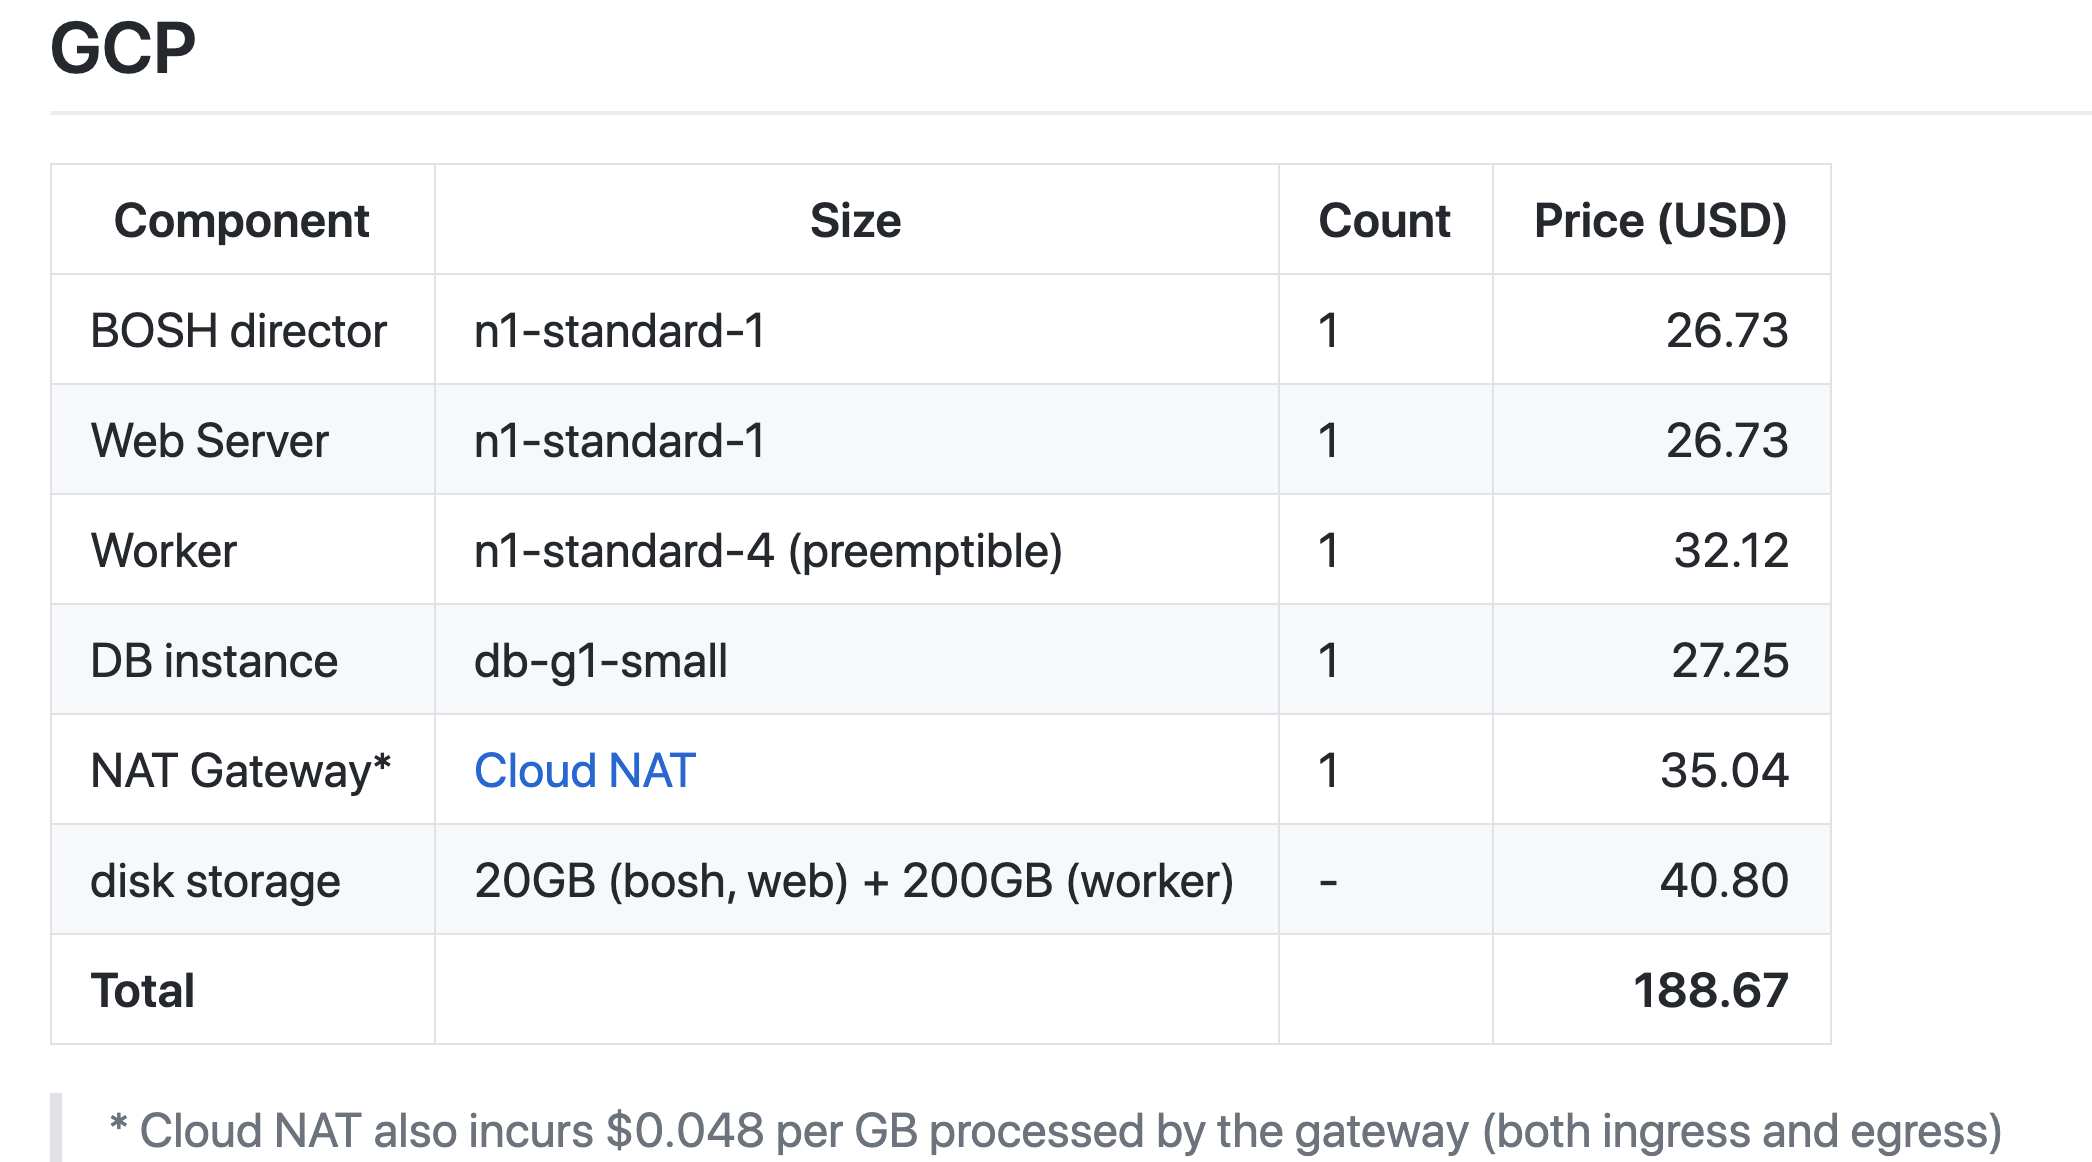 GCP
Component Size Count Price (USD)
BOSH director n1-standard-1 1 26.73
Web Server n1-standard-1 1 26.73
Worker n1-standard-4 (preemptible) 1 32.12
DB instance db-g1-small 1 27.25
NAT Gateway* Cloud NAT 1 35.04
disk storage 20GB (bosh, web) + 200GB (worker) - 40.80
Total 188.67
* Cloud NAT also incurs $0.048 per GB processed by the gateway (both ingress and egress)